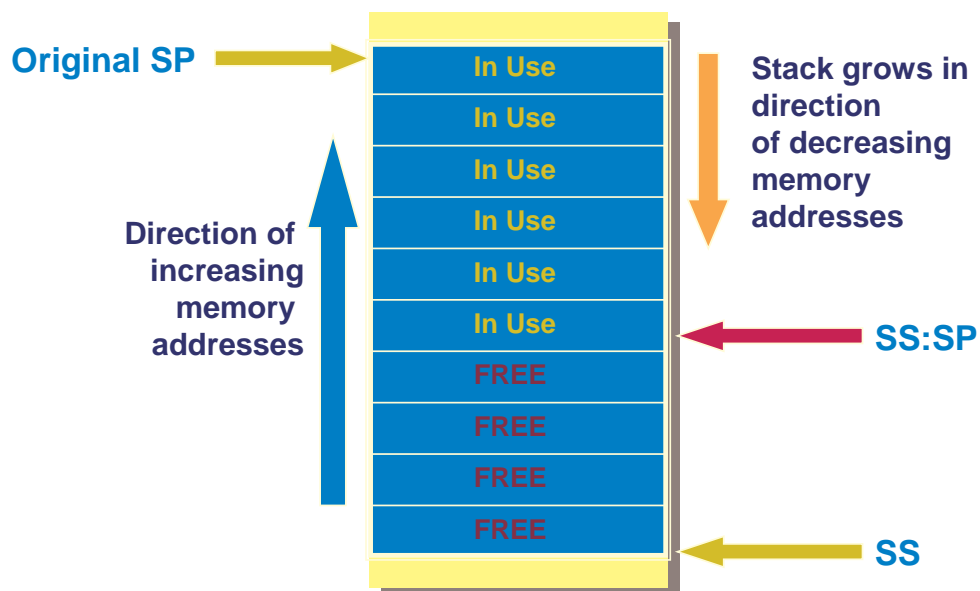 Original SP
In Use
In Use
In Use
In Use
In Use
In Use
FREE
FREE
FREE
FREE
Direction of
increasing
memory
addresses
Stack grows in
direction
of decreasing
memory
addresses
SS:SP
SS